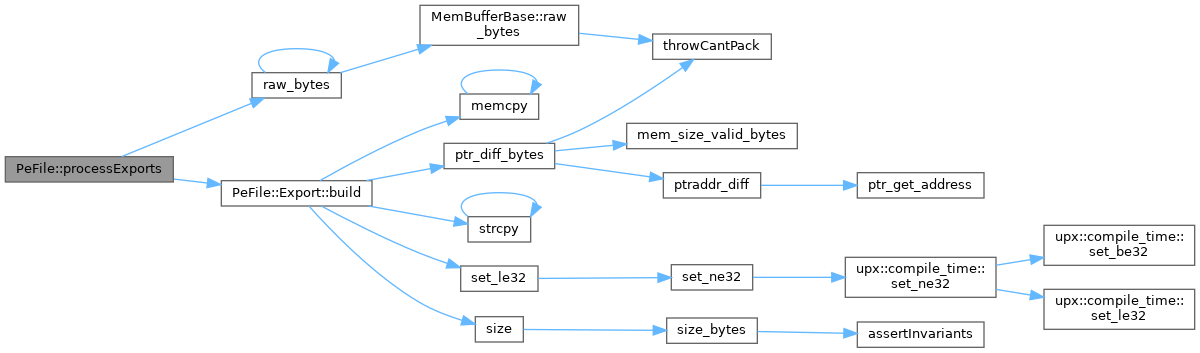 MemBufferBase::raw
_bytes
throwCantPack
raw_bytes
memcpy
mem_size_valid_bytes
ptr_diff_bytes
PeFile::processExports
ptraddr_diff
ptr_get_address
PeFile::Export::build
strcpy
upx::compile_time::
set_be32
set_le32
set_ne32
upx::compile_time::
set_ne32
upx::compile_time::
set_le32
size
size_bytes
assertInvariants